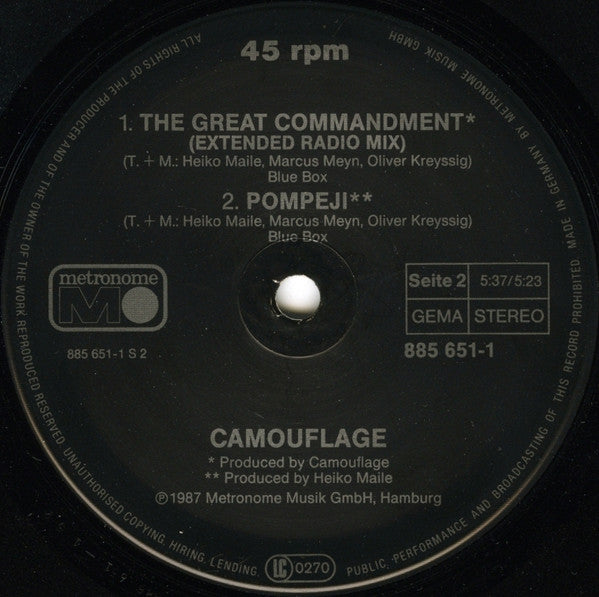 45 rpm
1. THE GREAT COMMANDMENT*
(EXTENDED RADIO MIX)
(T. + M.: Heiko Maile, Marcus Meyn, Oliver Kreyssig)
Blue Box
2. POMPEJI**
(T. + M.: Heiko Maile, Marcus Meyn, Oliver Kreyssig)
Blue Box
metronome
M
885 651-1 S 2
Seite 2 5:37/5:23
GEMA STEREO
885 651-1
CAMOUFLAGE
* Produced by Camouflage
** Produced by Heiko Maile
℗1987 Metronome Musik GmbH, Hamburg
ALL RIGHTS OF THE PRODUCER AND OF THE OWNER OF THE WORK REPRODUCED RESERVED. UNAUTHORISED COPYING, HIRING, LENDING, PUBLIC PERFORMANCE AND BROADCASTING OF THIS RECORD PROHIBITED. MADE IN GERMANY BY METRONOME MUSIK GMBH
LC 0270